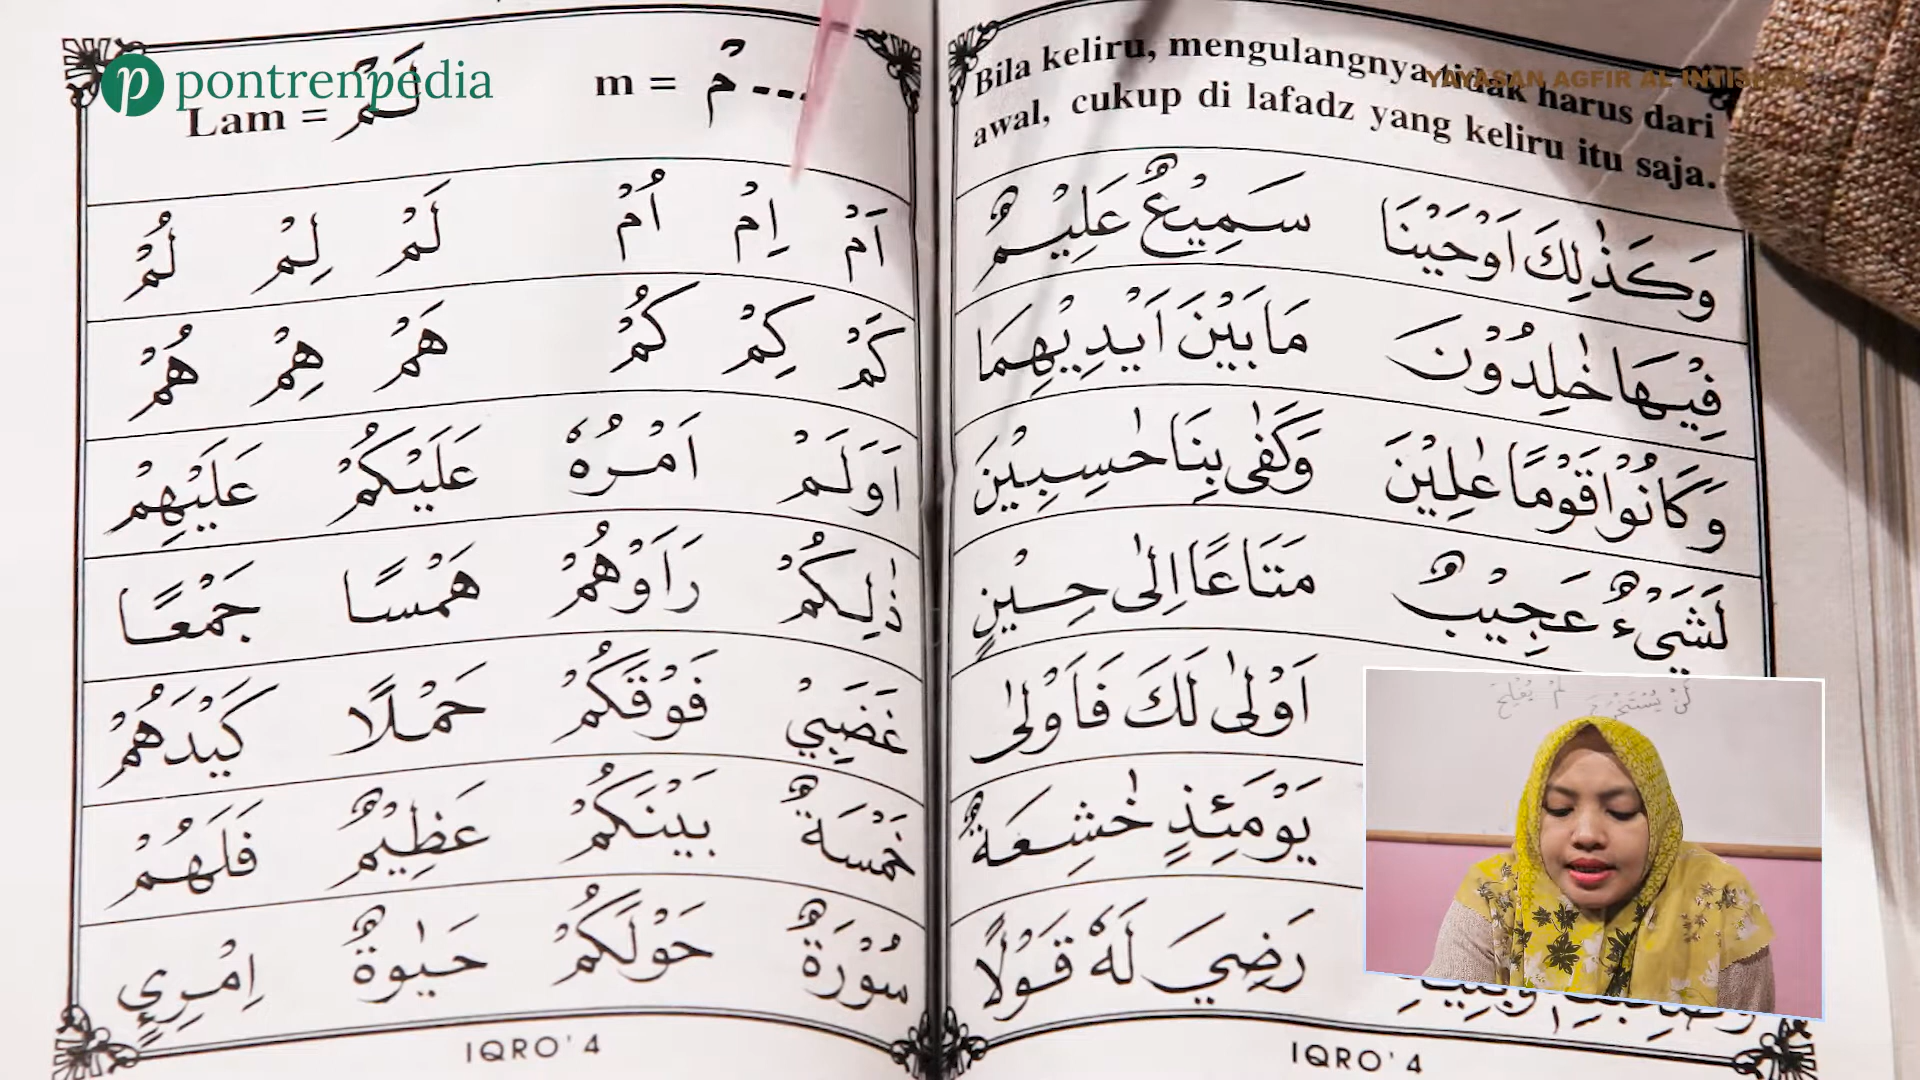 pontrenpedia
Lam = لَمْ
m = مْ ---
اَمْ اِمْ اُمْ لَمْ لِمْ لُمْ
كَمْ كِمْ كُمْ هَمْ هِمْ هُمْ
اَوَلَمْ اَمْرُهٗ عَلَيْكُمْ عَلَيْهِمْ
ذٰلِكُمْ رَاَوْهُمْ هَمْسًا جَمْعًا
غَضَبِيْ فَوْقَكُمْ حَمْلًا كَيْدَهُمْ
خَمْسَةٌ بَيْنَكُمْ عَظِيْمٌ فَلَهُمْ
سُوْرَةٌ حَوْلَكُمْ حَيٰوةٌ اِمْرِئٍ
IQRO' 4
YAYASAN AGFIR AL
Bila keliru, mengulangnya tidak harus dari
awal, cukup di lafadz yang keliru itu saja.
وَكَذٰلِكَ اَوْحَيْنَا سَمِيْعٌ عَلِيْمٌ
فِيْهَا خٰلِدُوْنَ مَا بَيْنَ اَيْدِيْهِمَا
وَكَانُوْا قَوْمًا عٰلِيْنَ وَكَفٰى بِنَا حٰسِبِيْنَ
لَشَيْءٌ عَجِيْبٌ مَتَاعًا اِلٰى حِيْنٍ
اَوْلٰى لَكَ فَاَوْلٰى
يَوْمَئِذٍ خٰشِعَةٌ
رَضِيَ لَهٗ قَوْلًا
IQRO' 4